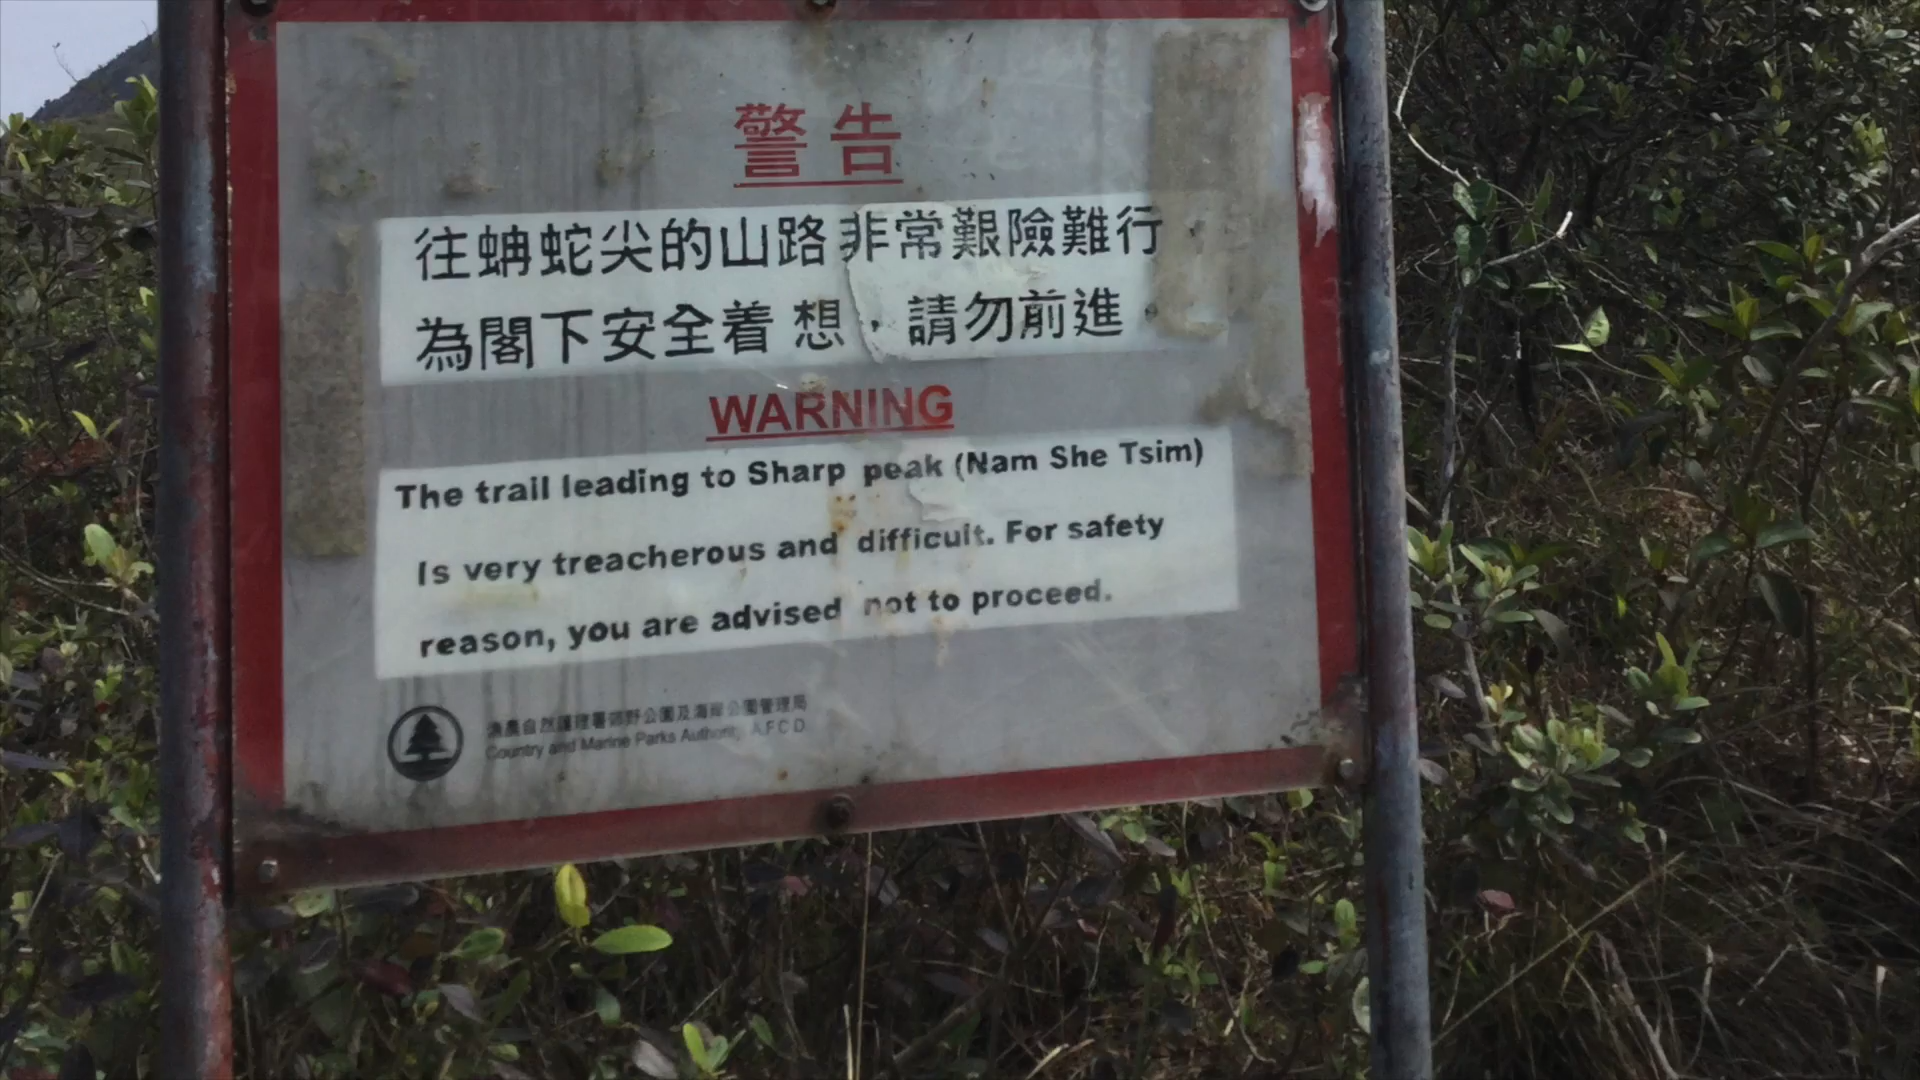 警告
往蚺蛇尖的山路非常艱險難行
為閣下安全着想，請勿前進。
WARNING
The trail leading to Sharp peak (Nam She Tsim)
Is very treacherous and difficult. For safety
reason, you are advised not to proceed.
漁農自然護理署郊野公園及海岸公園管理局
Country and Marine Parks Authority, A F C D